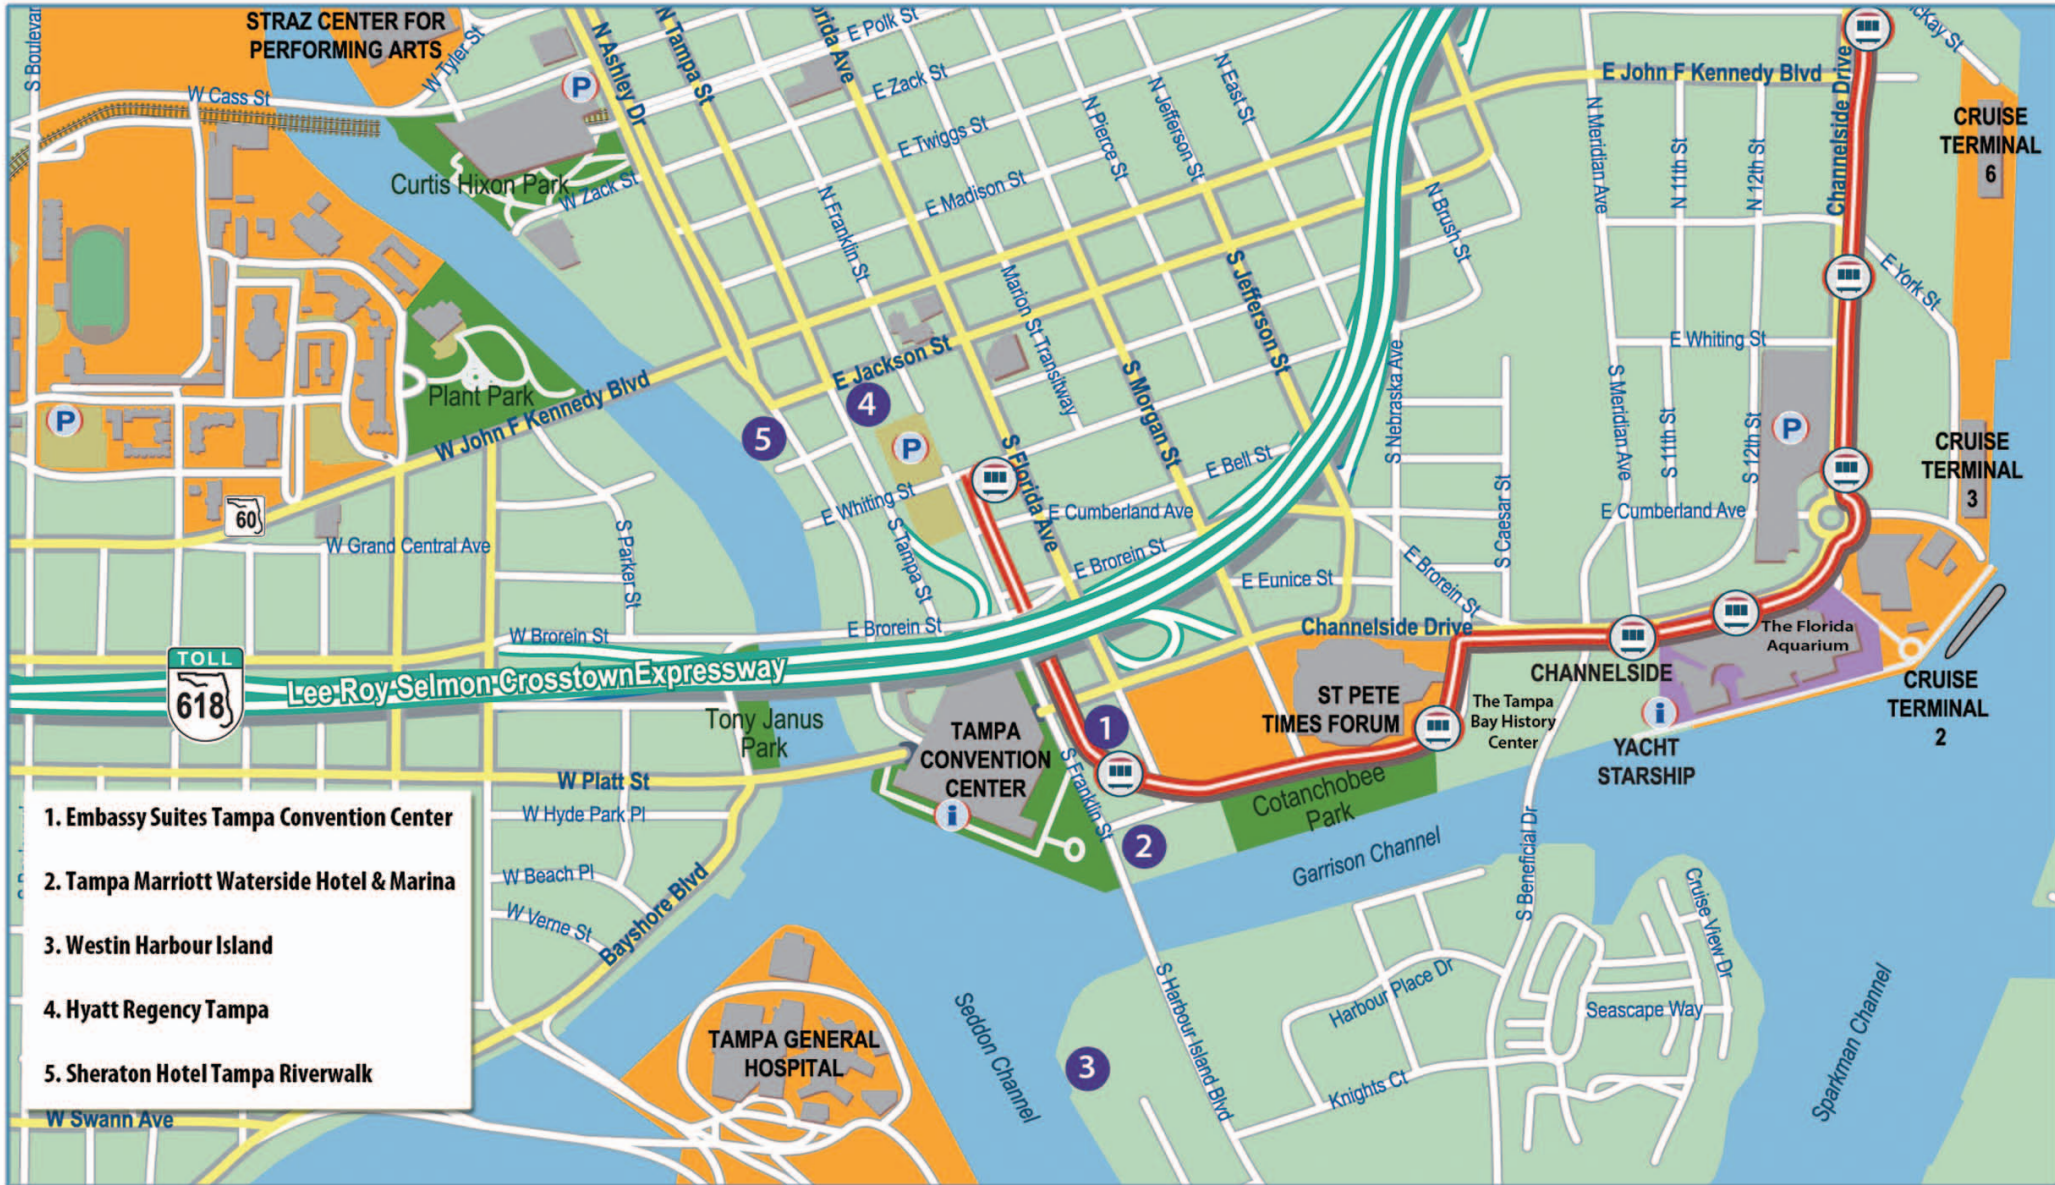 STRAZ CENTER FOR
PERFORMING ARTS
W Tyler St
N Ashley Dr
N Tampa St
E Polk St
E Zack St
E Twiggs St
E Madison St
N Pierce St
N Jefferson St
N East St
E John F Kennedy Blvd
Channelside Drive
CRUISE
TERMINAL
6
W Cass St
P
Curtis Hixon Park
W Zack St
N Franklin St
N Brush St
N Meridian Ave
N 11th St
N 12th St
E York St
Marion St Transitway
S Jefferson St
E Whiting St
Plant Park
W John F Kennedy Blvd
E Jackson St
4
5
P
P
S Florida Ave
S Morgan St
E Bell St
S Nebraska Ave
S Meridian Ave
S 11th St
S 12th St
P
CRUISE
TERMINAL
3
60
W Grand Central Ave
S Parker St
E Whiting St
S Tampa St
E Cumberland Ave
E Brorein St
E Eunice St
S Caesar St
E Brorein St
E Cumberland Ave
W Brorein St
E Brorein St
Channelside Drive
The Florida
Aquarium
TOLL
618
Lee Roy Selmon Crosstown Expressway
Tony Janus
Park
TAMPA
CONVENTION
CENTER
1
ST PETE
TIMES FORUM
The Tampa
Bay History
Center
CHANNELSIDE
i
YACHT
STARSHIP
CRUISE
TERMINAL
2
W Platt St
W Hyde Park Pl
i
S Franklin St
2
Cotanchobee
Park
Garrison Channel
S Beneficial Dr
W Beach Pl
W Verne St
Bayshore Blvd
1. Embassy Suites Tampa Convention Center
2. Tampa Marriott Waterside Hotel & Marina
3. Westin Harbour Island
4. Hyatt Regency Tampa
5. Sheraton Hotel Tampa Riverwalk
W Swann Ave
TAMPA GENERAL
HOSPITAL
Seddon Channel
3
S Harbour Island Blvd
Harbour Place Dr
Knights Ct
Seascape Way
Cruise View Dr
Sparkman Channel